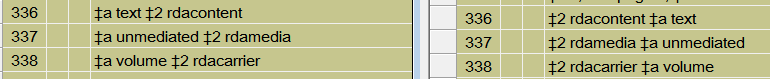 336 ‡a text ‡2 rdacontent
337 ‡a unmediated ‡2 rdamedia
338 ‡a volume ‡2 rdacarrier
336 ‡2 rdacontent ‡a text
337 ‡2 rdamedia ‡a unmediated
338 ‡2 rdacarrier ‡a volume